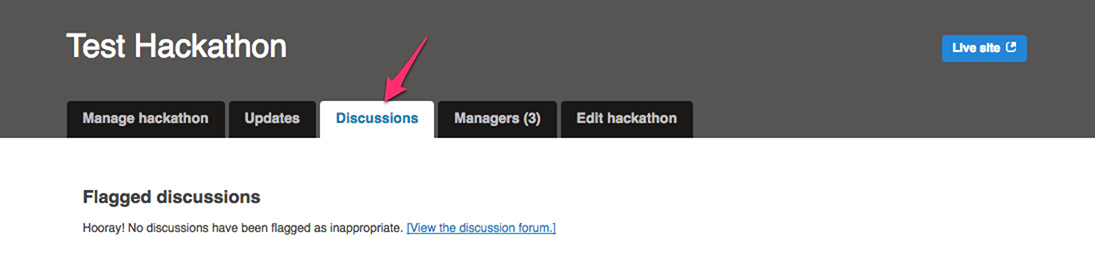 Test Hackathon
Live site
Manage hackathon
Updates
Discussions
Managers (3)
Edit hackathon
Flagged discussions
Hooray! No discussions have been flagged as inappropriate. [View the discussion forum.]